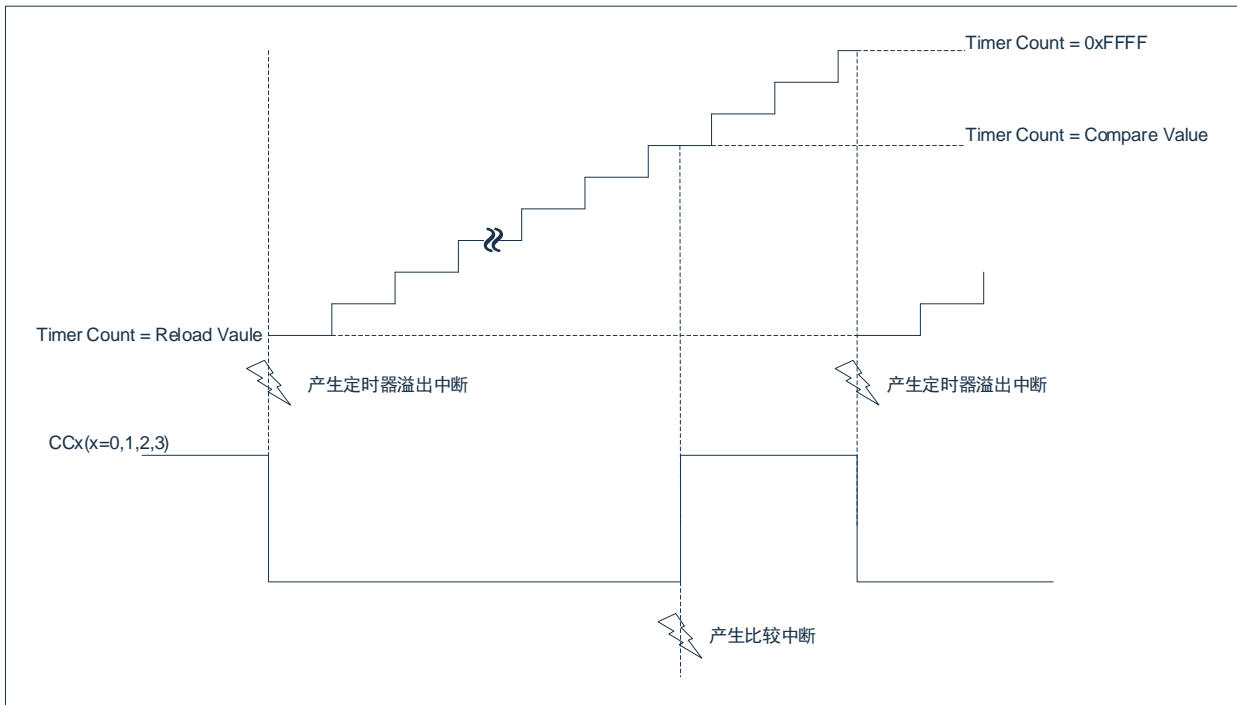 Timer Count = 0xFFFF
Timer Count = Compare Value
Timer Count = Reload Vaule
产生定时器溢出中断
产生定时器溢出中断
CCx(x=0,1,2,3)
产生比较中断